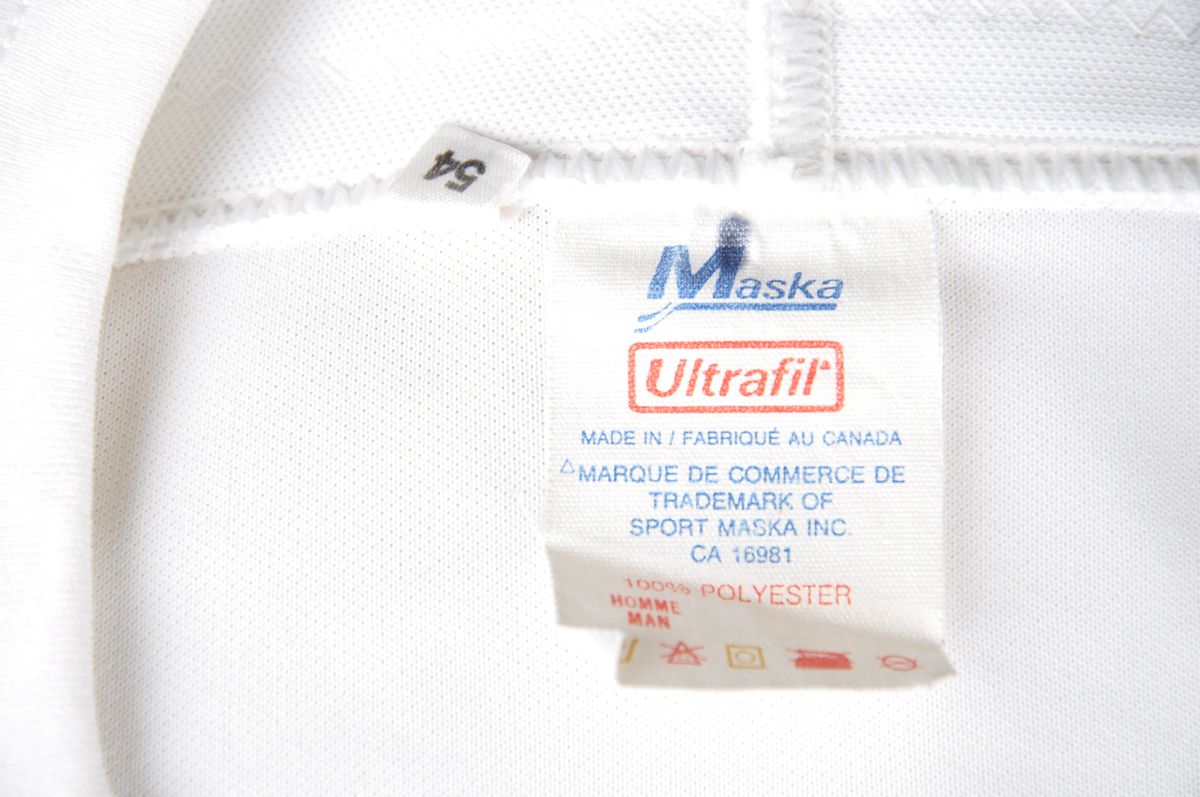 54
Maska
Ultrafil
MADE IN / FABRIQUÉ AU CANADA
△MARQUE DE COMMERCE DE
TRADEMARK OF
SPORT MASKA INC.
CA 16981
100% POLYESTER
HOMME
MAN